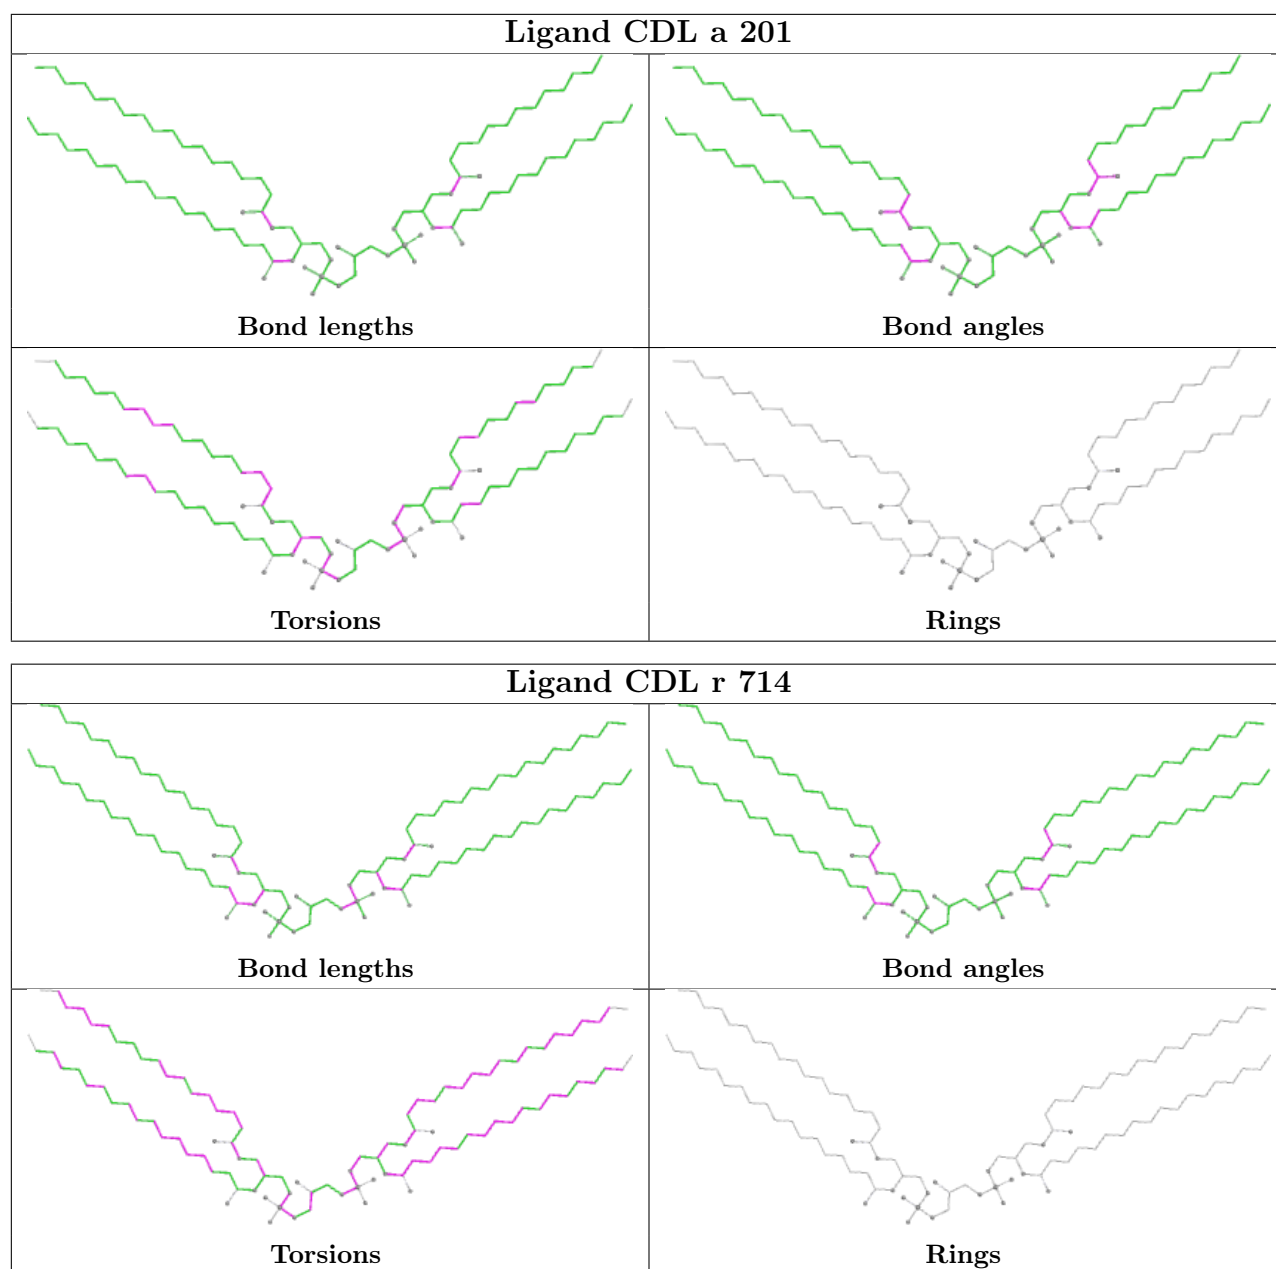 Ligand CDL a 201
Bond lengths
Bond angles
Torsions
Rings
Ligand CDL r 714
Bond lengths
Bond angles
Torsions
Rings